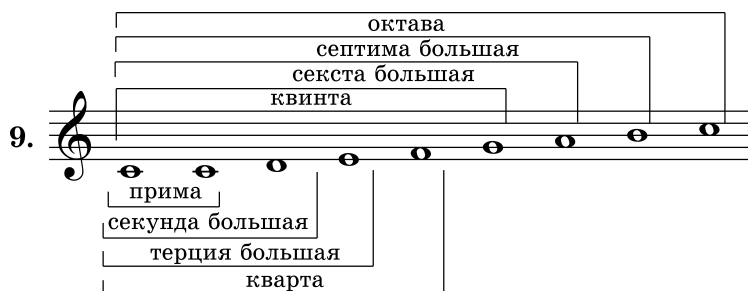 октава
септима большая
секста большая
квинта
9.
прима
секунда большая
терция большая
кварта